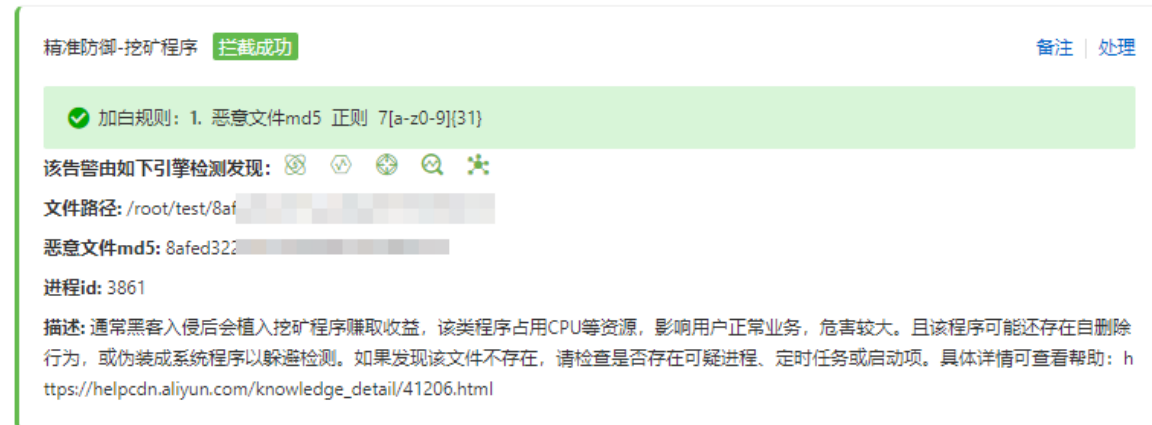 精准防御-挖矿程序 拦截成功 备注 处理
加白规则：1. 恶意文件md5 正则 7[a-z0-9]{31}
该告警由如下引擎检测发现：
文件路径: /root/test/8af
恶意文件md5: 8afed322
进程id: 3861
描述: 通常黑客入侵后会植入挖矿程序赚取收益，该类程序占用CPU等资源，影响用户正常业务，危害较大。且该程序可能还存在自删除
行为，或伪装成系统程序以躲避检测。如果发现该文件不存在，请检查是否存在可疑进程、定时任务或启动项。具体详情可查看帮助：h
ttps://helpcdn.aliyun.com/knowledge_detail/41206.html